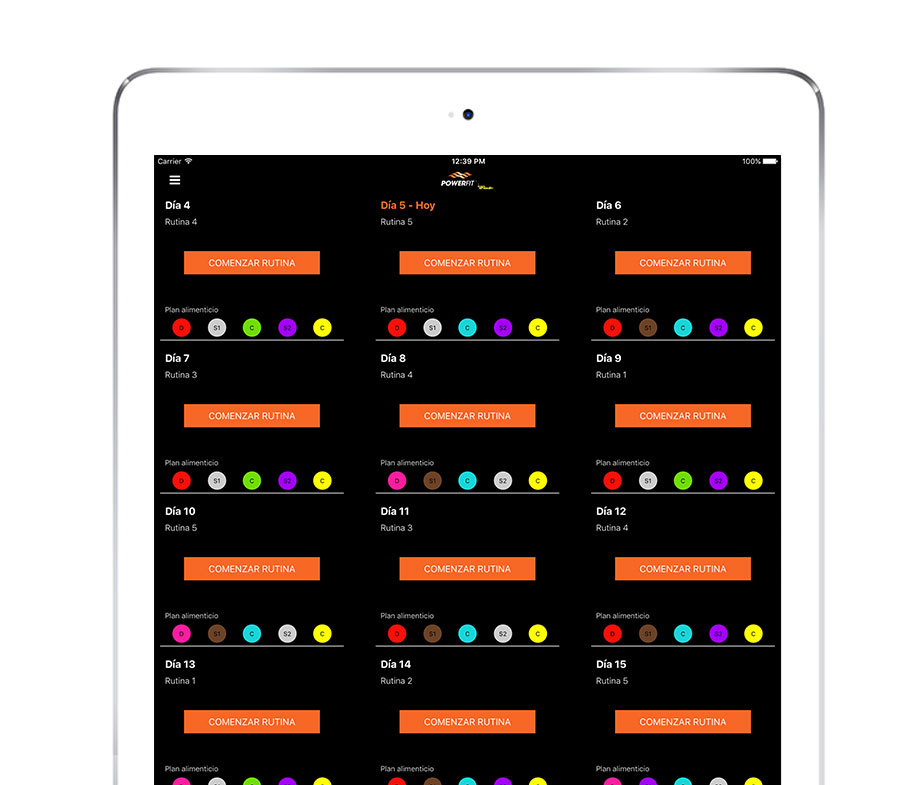 Carrier 12:39 PM 100%
POWERFIT
Día 4 Día 5 - Hoy Día 6
Rutina 4 Rutina 5 Rutina 2
COMENZAR RUTINA COMENZAR RUTINA COMENZAR RUTINA
Plan alimenticio Plan alimenticio Plan alimenticio
D S1 C S2 C D S1 C S2 C D S1 C S2 C
Día 7 Día 8 Día 9
Rutina 3 Rutina 4 Rutina 1
COMENZAR RUTINA COMENZAR RUTINA COMENZAR RUTINA
Plan alimenticio Plan alimenticio Plan alimenticio
D S1 C S2 C D S1 C S2 C D S1 C S2 C
Día 10 Día 11 Día 12
Rutina 5 Rutina 3 Rutina 4
COMENZAR RUTINA COMENZAR RUTINA COMENZAR RUTINA
Plan alimenticio Plan alimenticio Plan alimenticio
D S1 C S2 C D S1 C S2 C D S1 C S2 C
Día 13 Día 14 Día 15
Rutina 1 Rutina 2 Rutina 5
COMENZAR RUTINA COMENZAR RUTINA COMENZAR RUTINA
Plan alimenticio Plan alimenticio Plan alimenticio